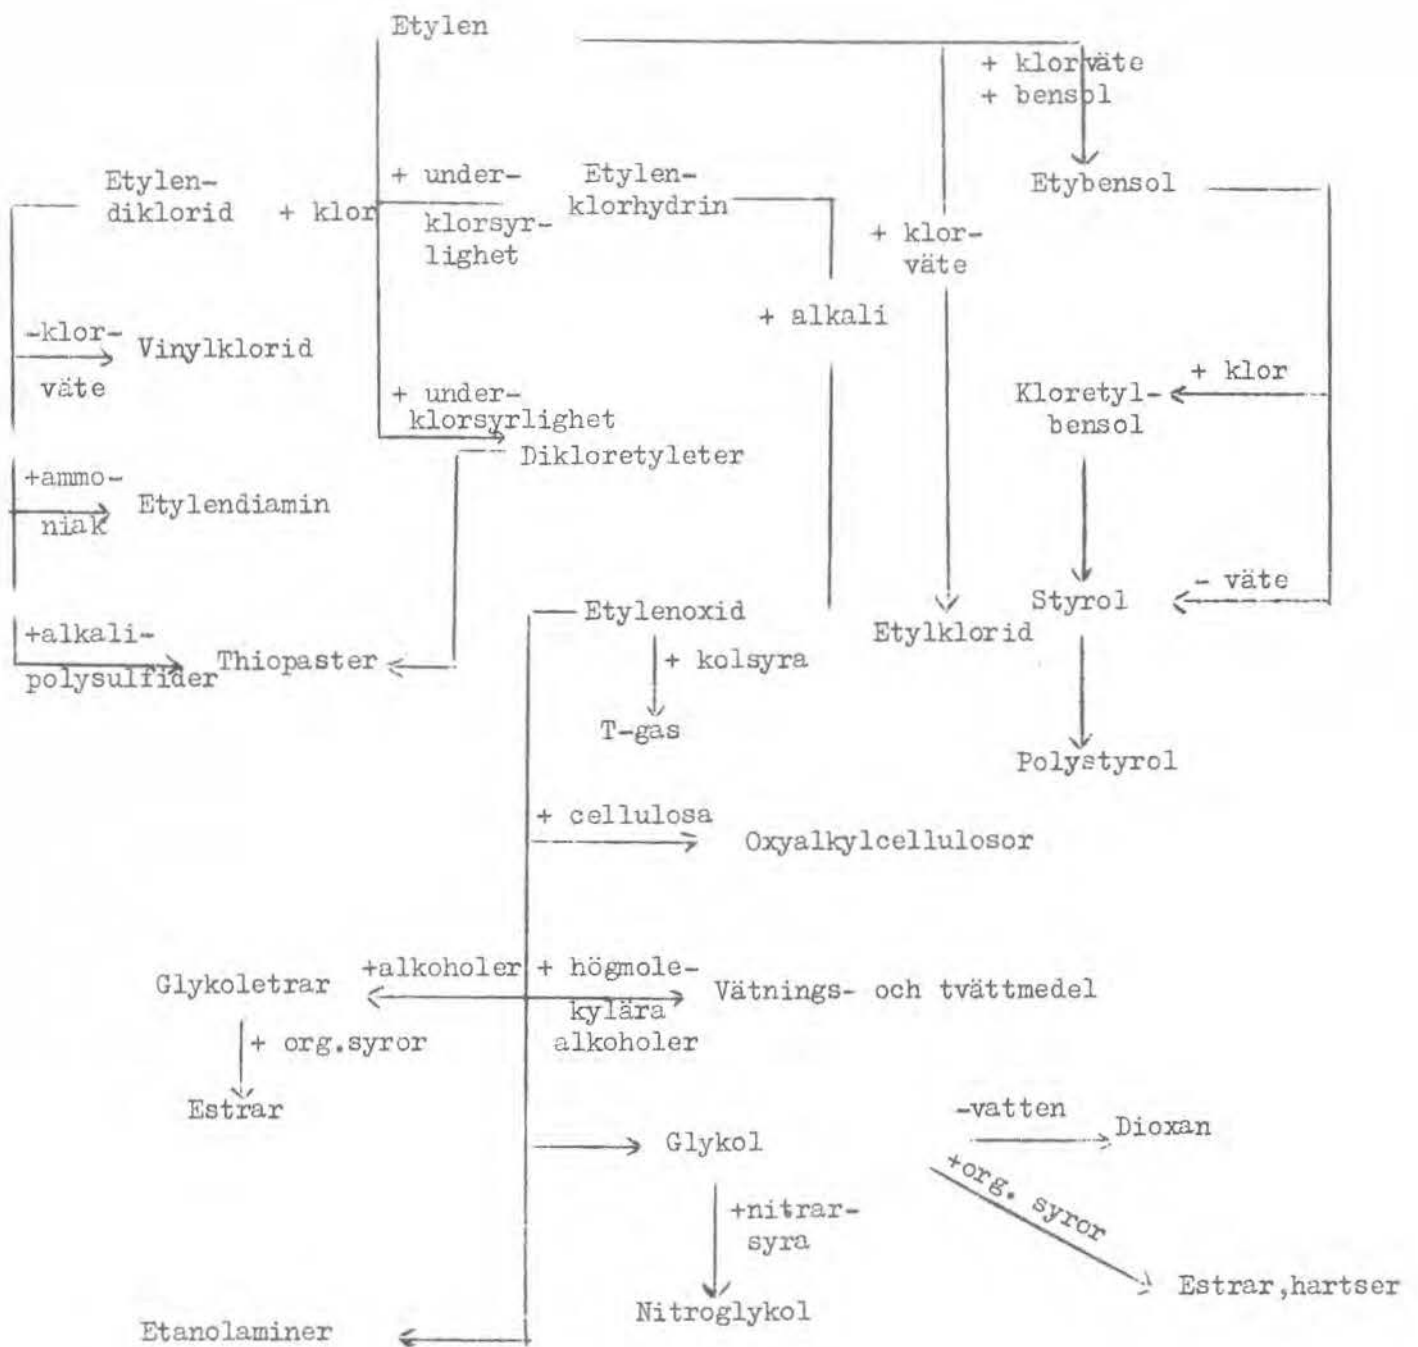 Etylen
+ klorväte
+ bensol
Etylen-
diklorid
+ klor
+ under-
klorsyr-
lighet
Etylen-
klorhydrin
Etybensol
+ klor-
väte
+ alkali
-klor-
väte
Vinylklorid
+ under-
klorsyrlighet
Dikloretyleter
+ klor
Kloretyl-
bensol
+ammo-
niak
Etylendiamin
- väte
Styrol
Etylenoxid
Etylklorid
+alkali-
polysulfider
Thiopaster
+ kolsyra
T-gas
Polystyrol
+ cellulosa
Oxyalkylcellulosor
Glykoletrar
+alkoholer
+ högmole-
kylära
alkoholer
Vätnings- och tvättmedel
+ org.syror
Estrar
Glykol
-vatten
Dioxan
+org. syror
+nitrar-
syra
Estrar,hartser
Nitroglykol
Etanolaminer